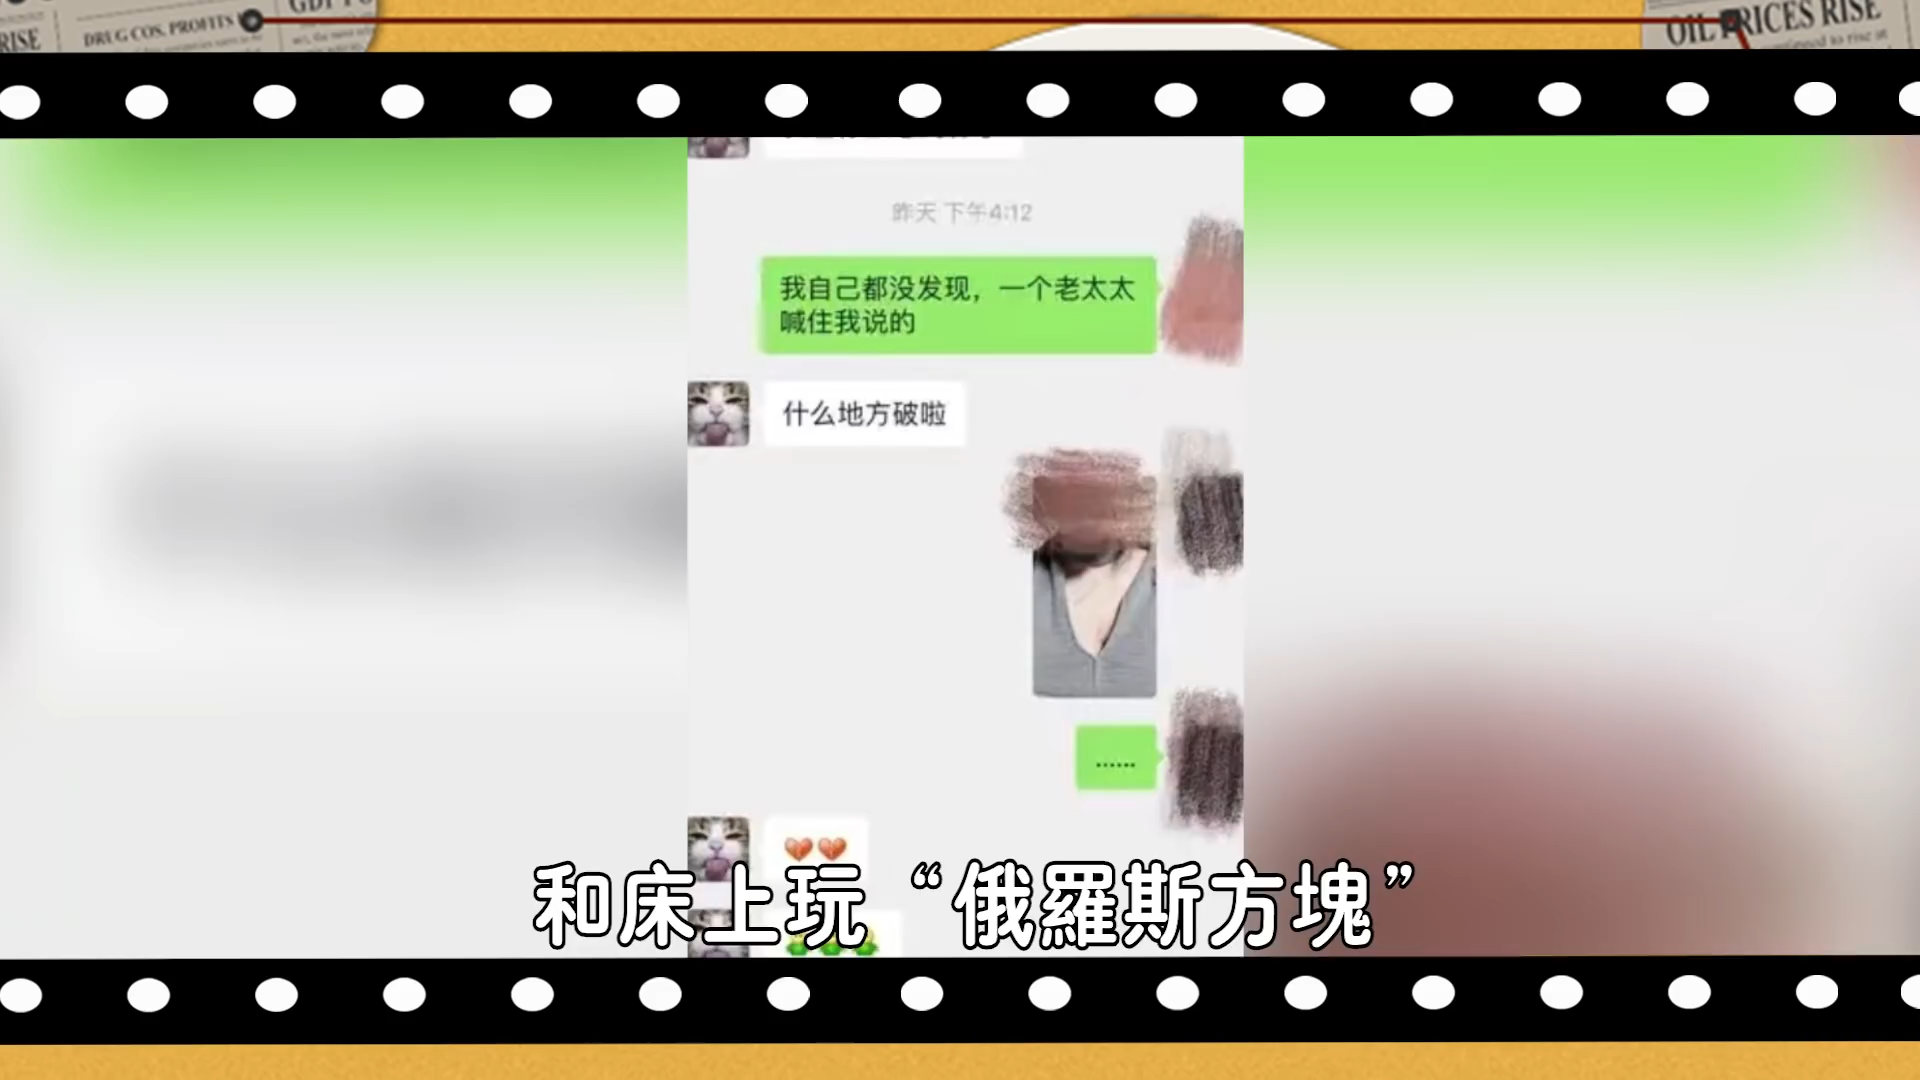 RISE
DRUG COS. PROFITS
OIL PRICES RISE
昨天 下午4:12
我自己都没发现，一个老太太
喊住我说的
什么地方破啦
......
和床上玩“俄羅斯方塊”